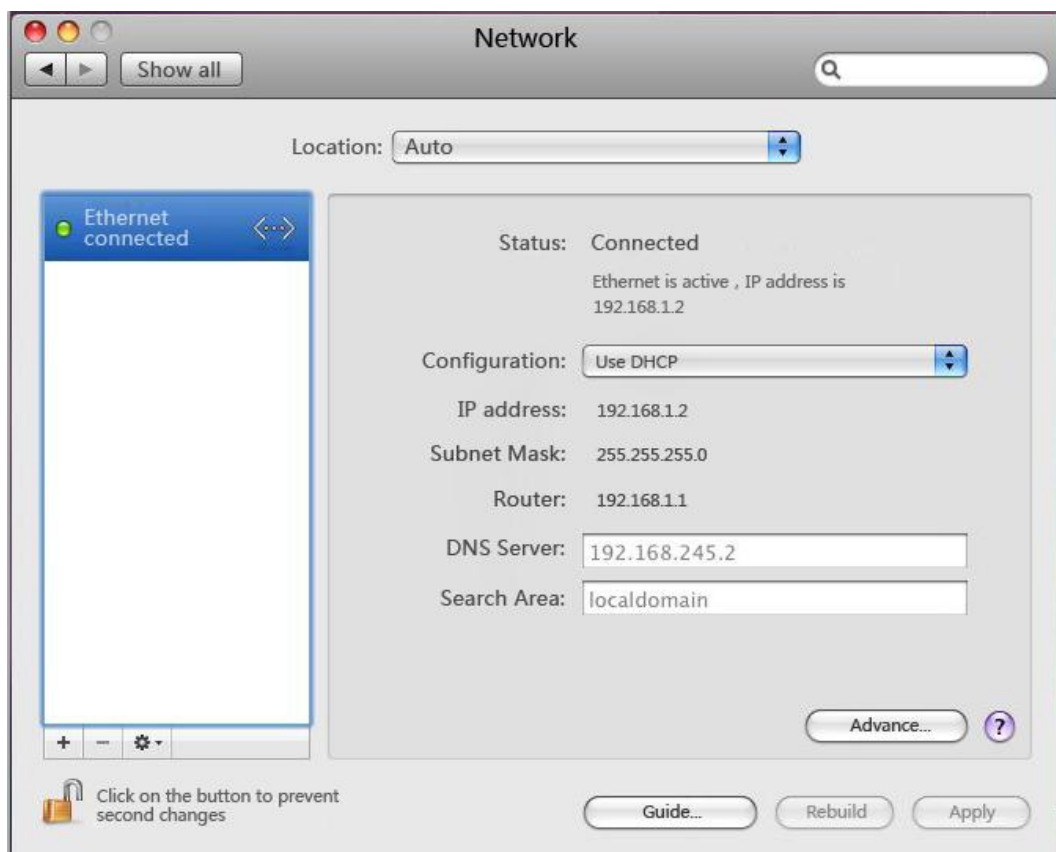 Network
Show all
Location: Auto
Ethernet
connected
Status: Connected
Ethernet is active , IP address is
192.168.1.2
Configuration: Use DHCP
IP address: 192.168.1.2
Subnet Mask: 255.255.255.0
Router: 192.168.1.1
DNS Server: 192.168.245.2
Search Area: localdomain
Advance... ?
Click on the button to prevent
second changes
Guide... Rebuild Apply